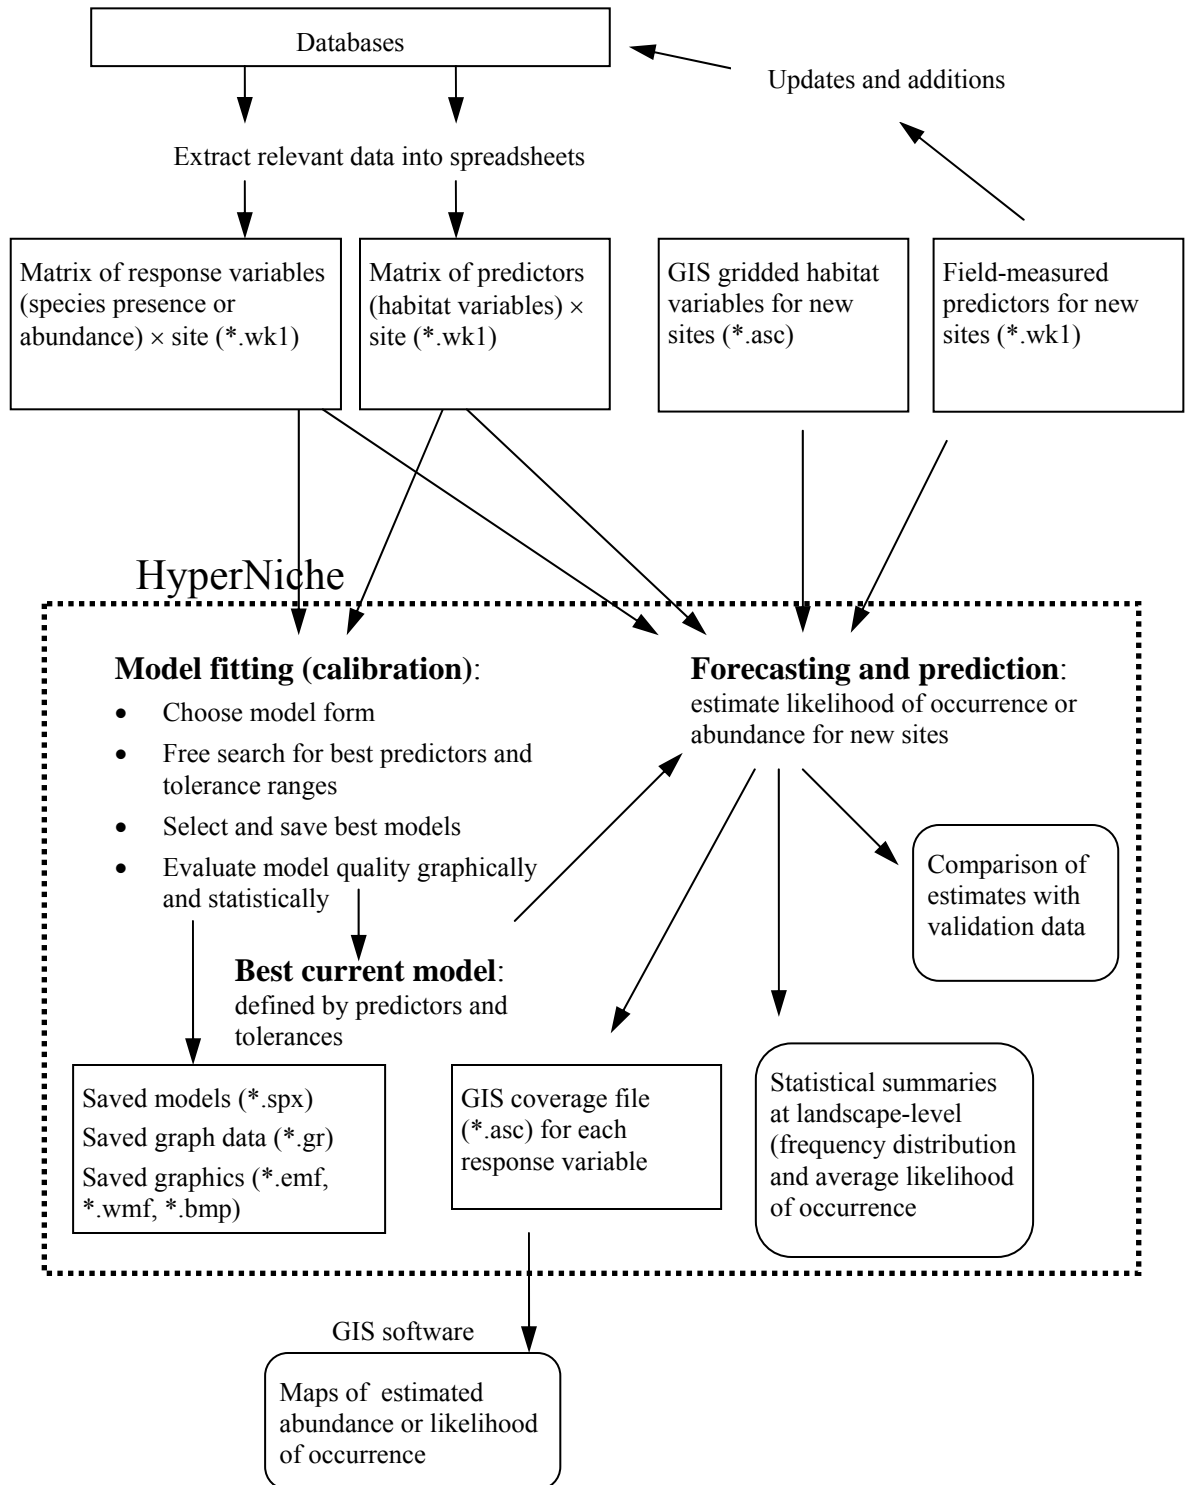 Databases
Updates and additions
Extract relevant data into spreadsheets
Matrix of response variables
(species presence or
abundance) × site (*.wk1)
Matrix of predictors
(habitat variables) ×
site (*.wk1)
GIS gridded habitat
variables for new
sites (*.asc)
Field-measured
predictors for new
sites (*.wk1)
HyperNiche
Model fitting (calibration):
• Choose model form
• Free search for best predictors and
tolerance ranges
• Select and save best models
• Evaluate model quality graphically
and statistically
Forecasting and prediction:
estimate likelihood of occurrence or
abundance for new sites
Comparison of
estimates with
validation data
Best current model:
defined by predictors and
tolerances
Saved models (*.spx)
Saved graph data (*.gr)
Saved graphics (*.emf,
*.wmf, *.bmp)
GIS coverage file
(*.asc) for each
response variable
Statistical summaries
at landscape-level
(frequency distribution
and average likelihood
of occurrence
GIS software
Maps of estimated
abundance or likelihood
of occurrence